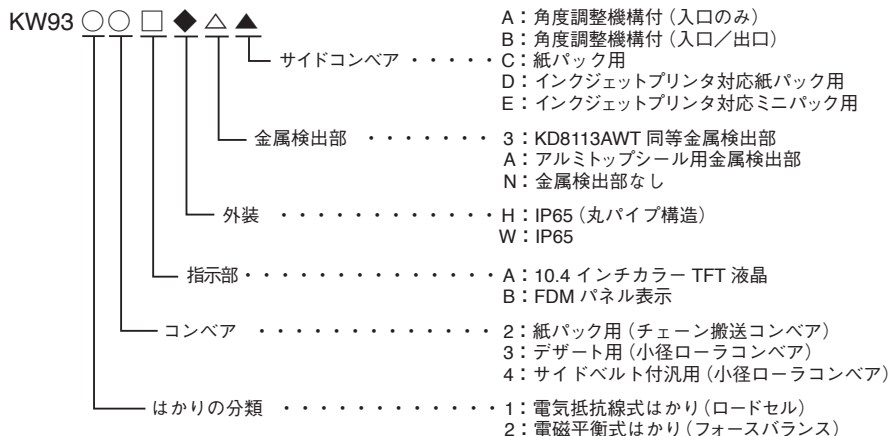 KW93 ○○ □ ◆ △ ▲
A：角度調整機構付（入口のみ）
B：角度調整機構付（入口／出口）
サイドコンベア ・・・・・C：紙パック用
D：インクジェットプリンタ対応紙パック用
E：インクジェットプリンタ対応ミニパック用
金属検出部 ・・・・・・・ 3：KD8113AWT 同等金属検出部
A：アルミトップシール用金属検出部
N：金属検出部なし
外装 ・・・・・・・・・・・・H：IP65（丸パイプ構造）
W：IP65
指示部・・・・・・・・・・・・・・A：10.4 インチカラー TFT 液晶
B：FDM パネル表示
コンベア ・・・・・・・・・・・・・2：紙パック用（チェーン搬送コンベア）
3：デザート用（小径ローラコンベア）
4：サイドベルト付汎用（小径ローラコンベア）
はかりの分類 ・・・・・・・・・・・・1：電気抵抗線式はかり（ロードセル）
2：電磁平衡式はかり（フォースバランス）